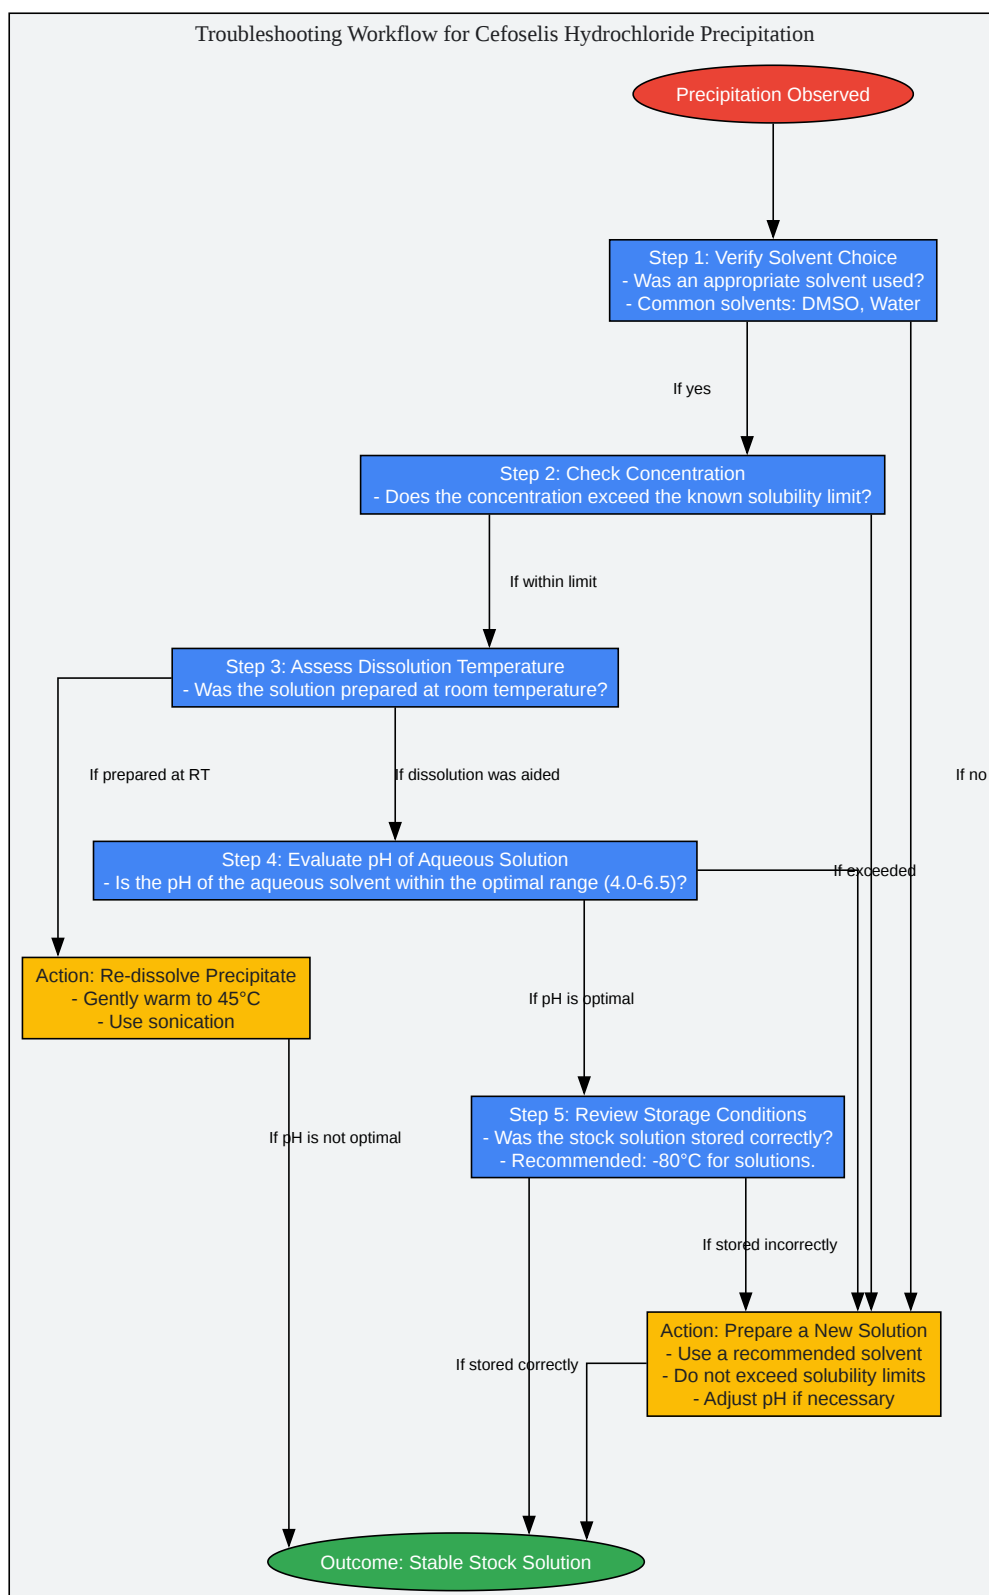 Troubleshooting Workflow for Cefoselis Hydrochloride Precipitation
Precipitation Observed
Step 1: Verify Solvent Choice
- Was an appropriate solvent used?
- Common solvents: DMSO, Water
If yes
Step 2: Check Concentration
- Does the concentration exceed the known solubility limit?
If within limit
Step 3: Assess Dissolution Temperature
- Was the solution prepared at room temperature?
If prepared at RT
If dissolution was aided
If no
Step 4: Evaluate pH of Aqueous Solution
- Is the pH of the aqueous solvent within the optimal range (4.0-6.5)?
If exceeded
Action: Re-dissolve Precipitate
- Gently warm to 45°C
- Use sonication
If pH is optimal
Step 5: Review Storage Conditions
- Was the stock solution stored correctly?
- Recommended: -80°C for solutions.
If pH is not optimal
If stored incorrectly
Action: Prepare a New Solution
- Use a recommended solvent
- Do not exceed solubility limits
- Adjust pH if necessary
If stored correctly
Outcome: Stable Stock Solution